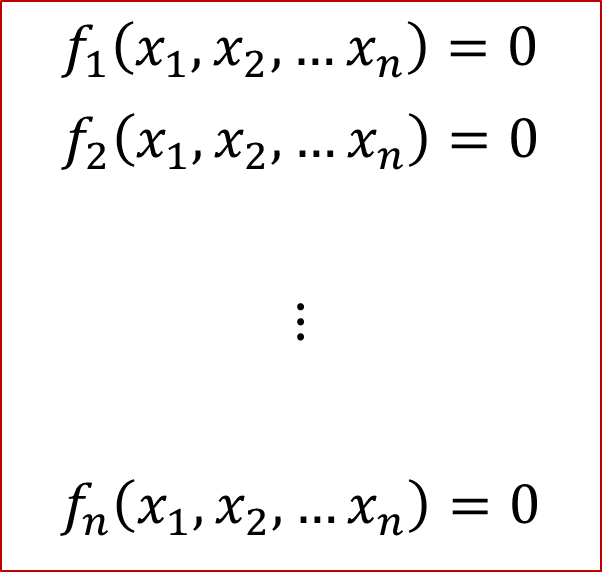 f₁(x₁, x₂, … xₙ) = 0
f₂(x₁, x₂, … xₙ) = 0
⋮
fₙ(x₁, x₂, … xₙ) = 0